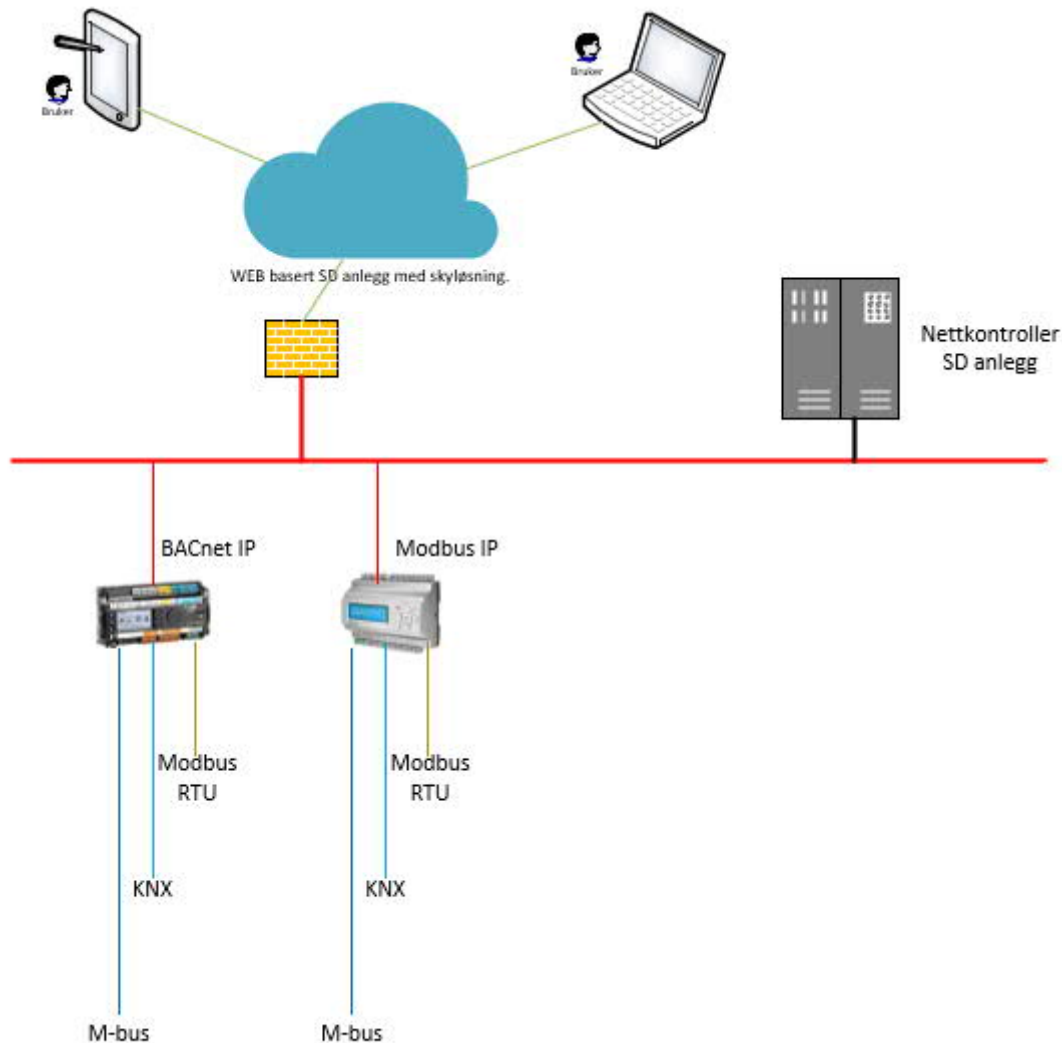 Bruker
Bruker
WEB basert SD anlegg med skyløsning.
Nettkontroller
SD anlegg
BACnet IP
Modbus IP
Modbus
RTU
Modbus
RTU
KNX
KNX
M-bus
M-bus